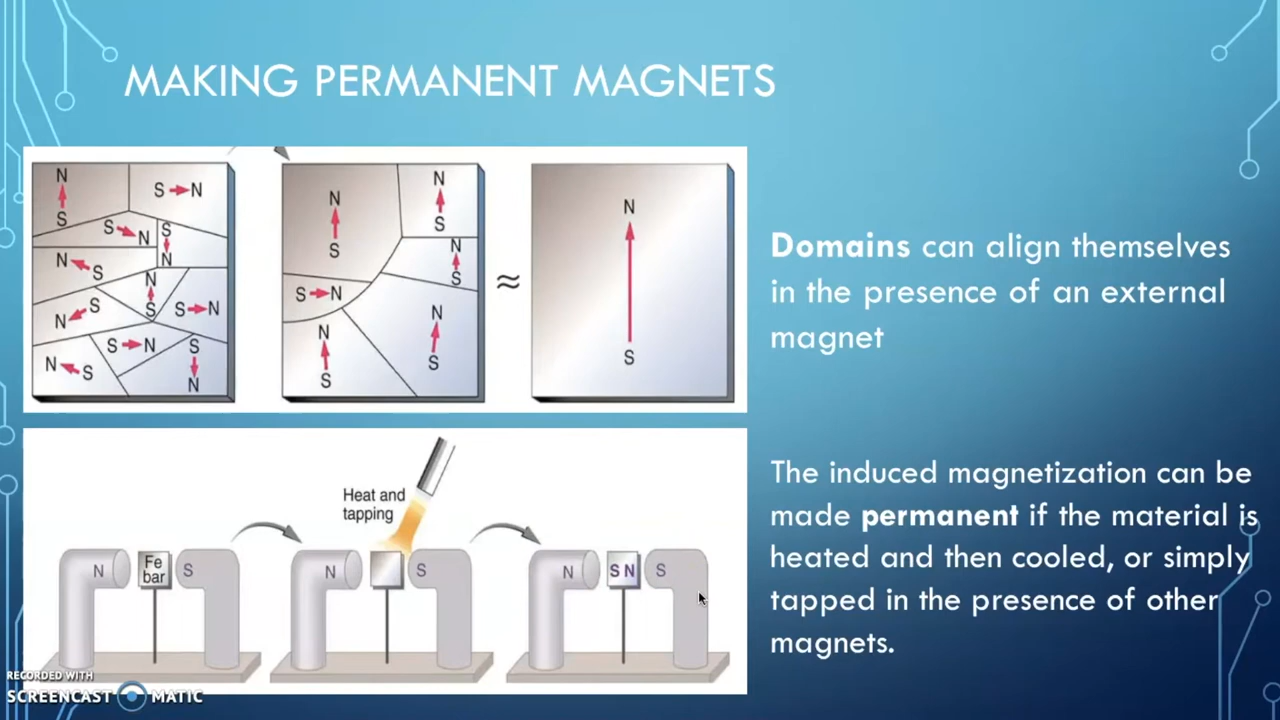 MAKING PERMANENT MAGNETS
N
S
S N
S N
S
N
N S
N
S
S N
N S
S N
S
N
N S
N
S
N
S
N
S
S N
N
S
N
S
≈
N
S
Domains can align themselves
in the presence of an external
magnet
Heat and
tapping
N Fe bar S
N S
N S N S
The induced magnetization can be
made permanent if the material is
heated and then cooled, or simply
tapped in the presence of other
magnets.
RECORDED WITH
SCREENCAST MATIC